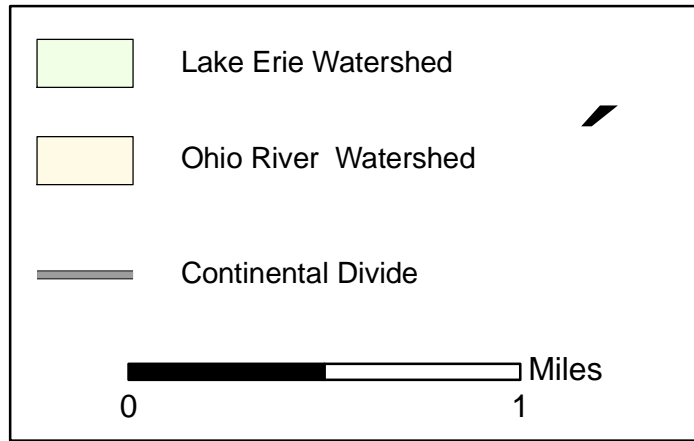 Lake Erie Watershed
Ohio River  Watershed
Continental Divide
Miles
0 1